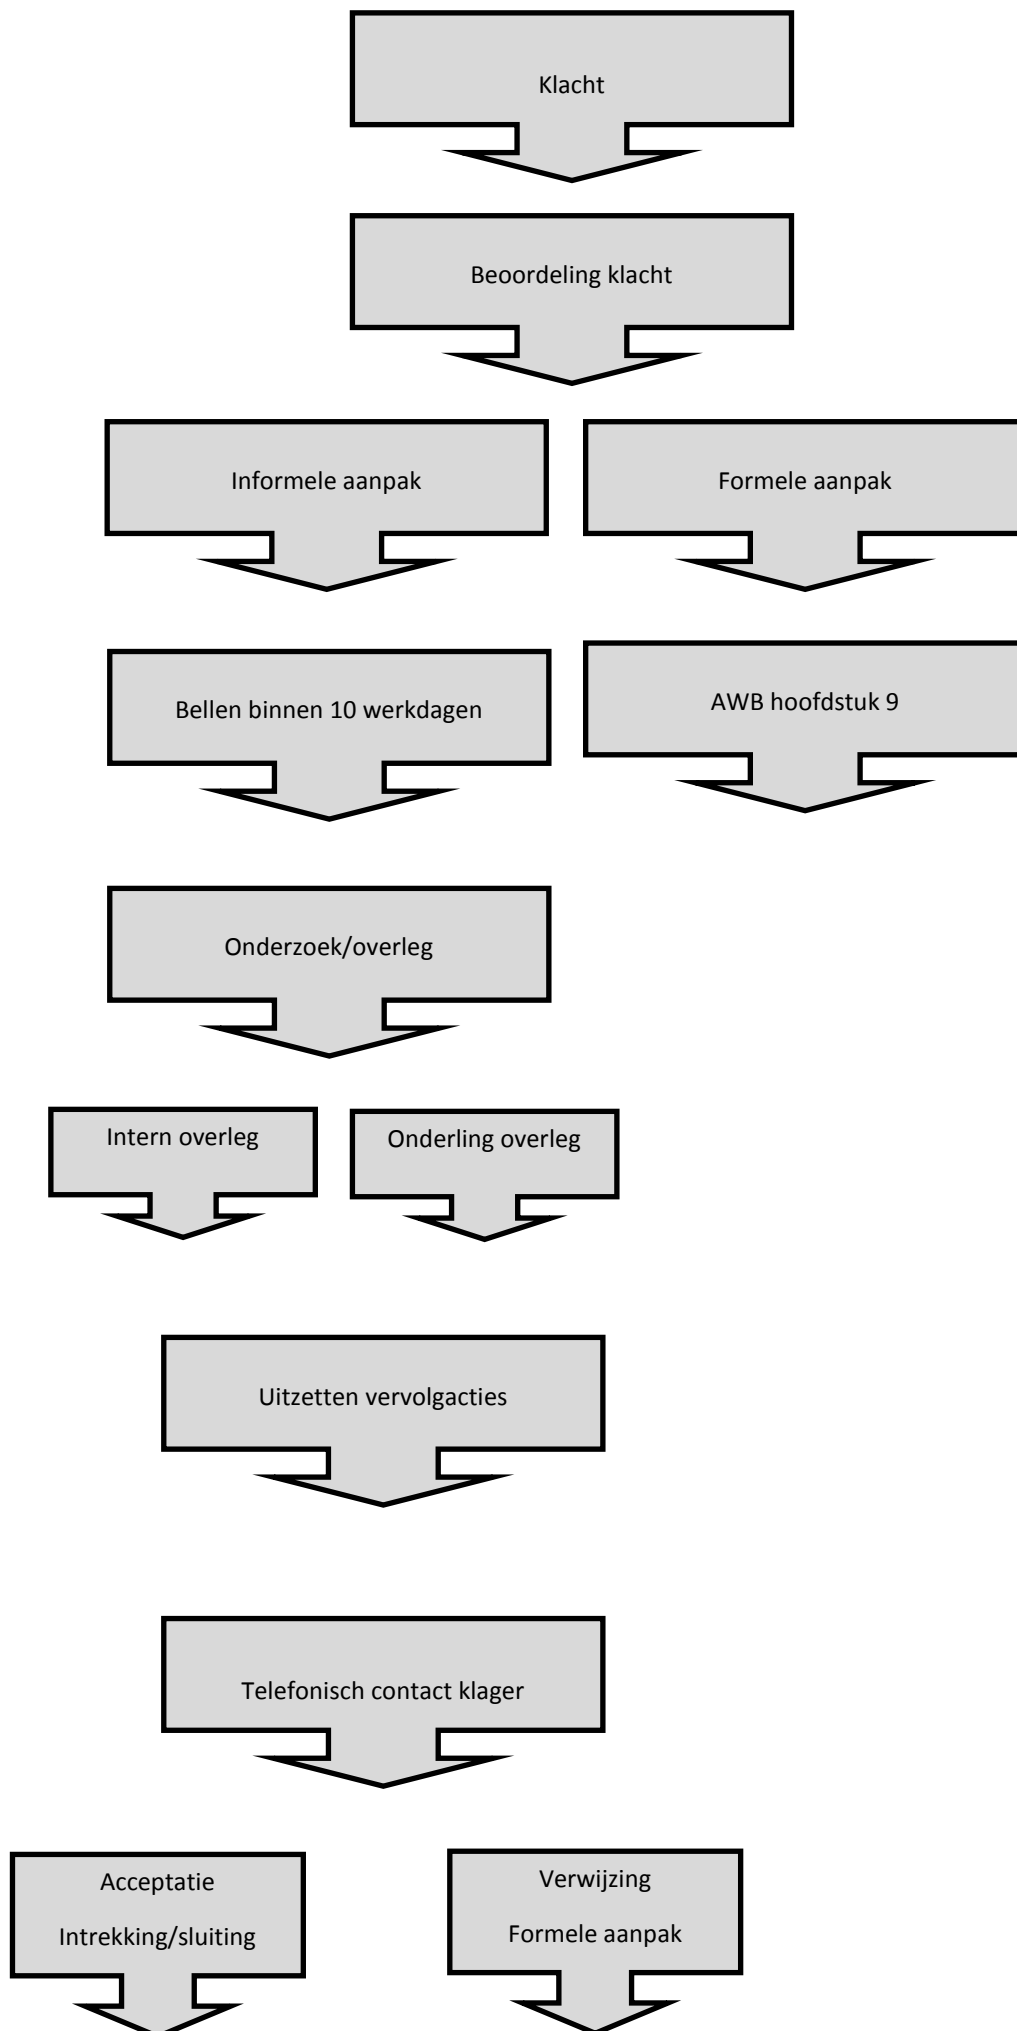 Klacht
Beoordeling klacht
Informele aanpak
Formele aanpak
Bellen binnen 10 werkdagen
AWB hoofdstuk 9
Onderzoek/overleg
Intern overleg
Onderling overleg
Uitzetten vervolgacties
Telefonisch contact klager
Acceptatie
Intrekking/sluiting
Verwijzing
Formele aanpak